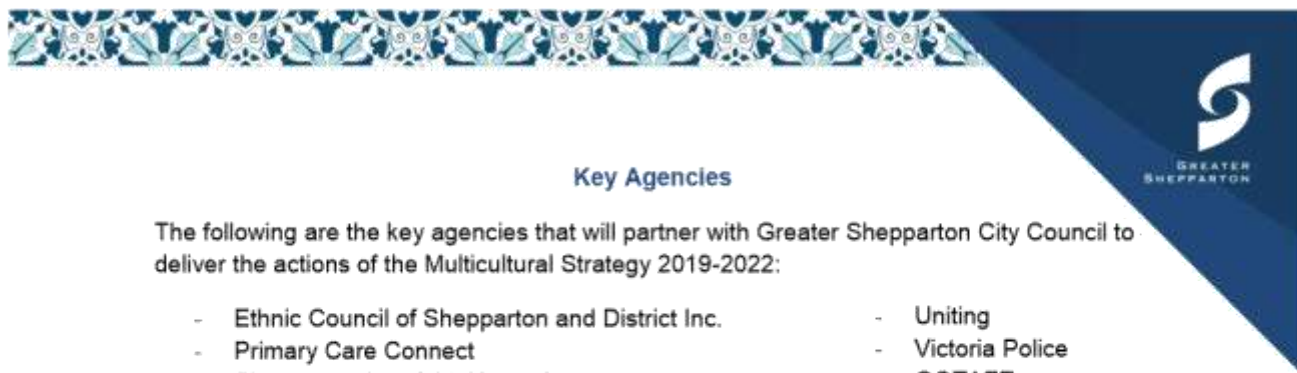 GREATER
SHEPPARTON
Key Agencies
The following are the key agencies that will partner with Greater Shepparton City Council to
deliver the actions of the Multicultural Strategy 2019-2022:
- Ethnic Council of Shepparton and District Inc.
- Primary Care Connect
- Uniting
- Victoria Police